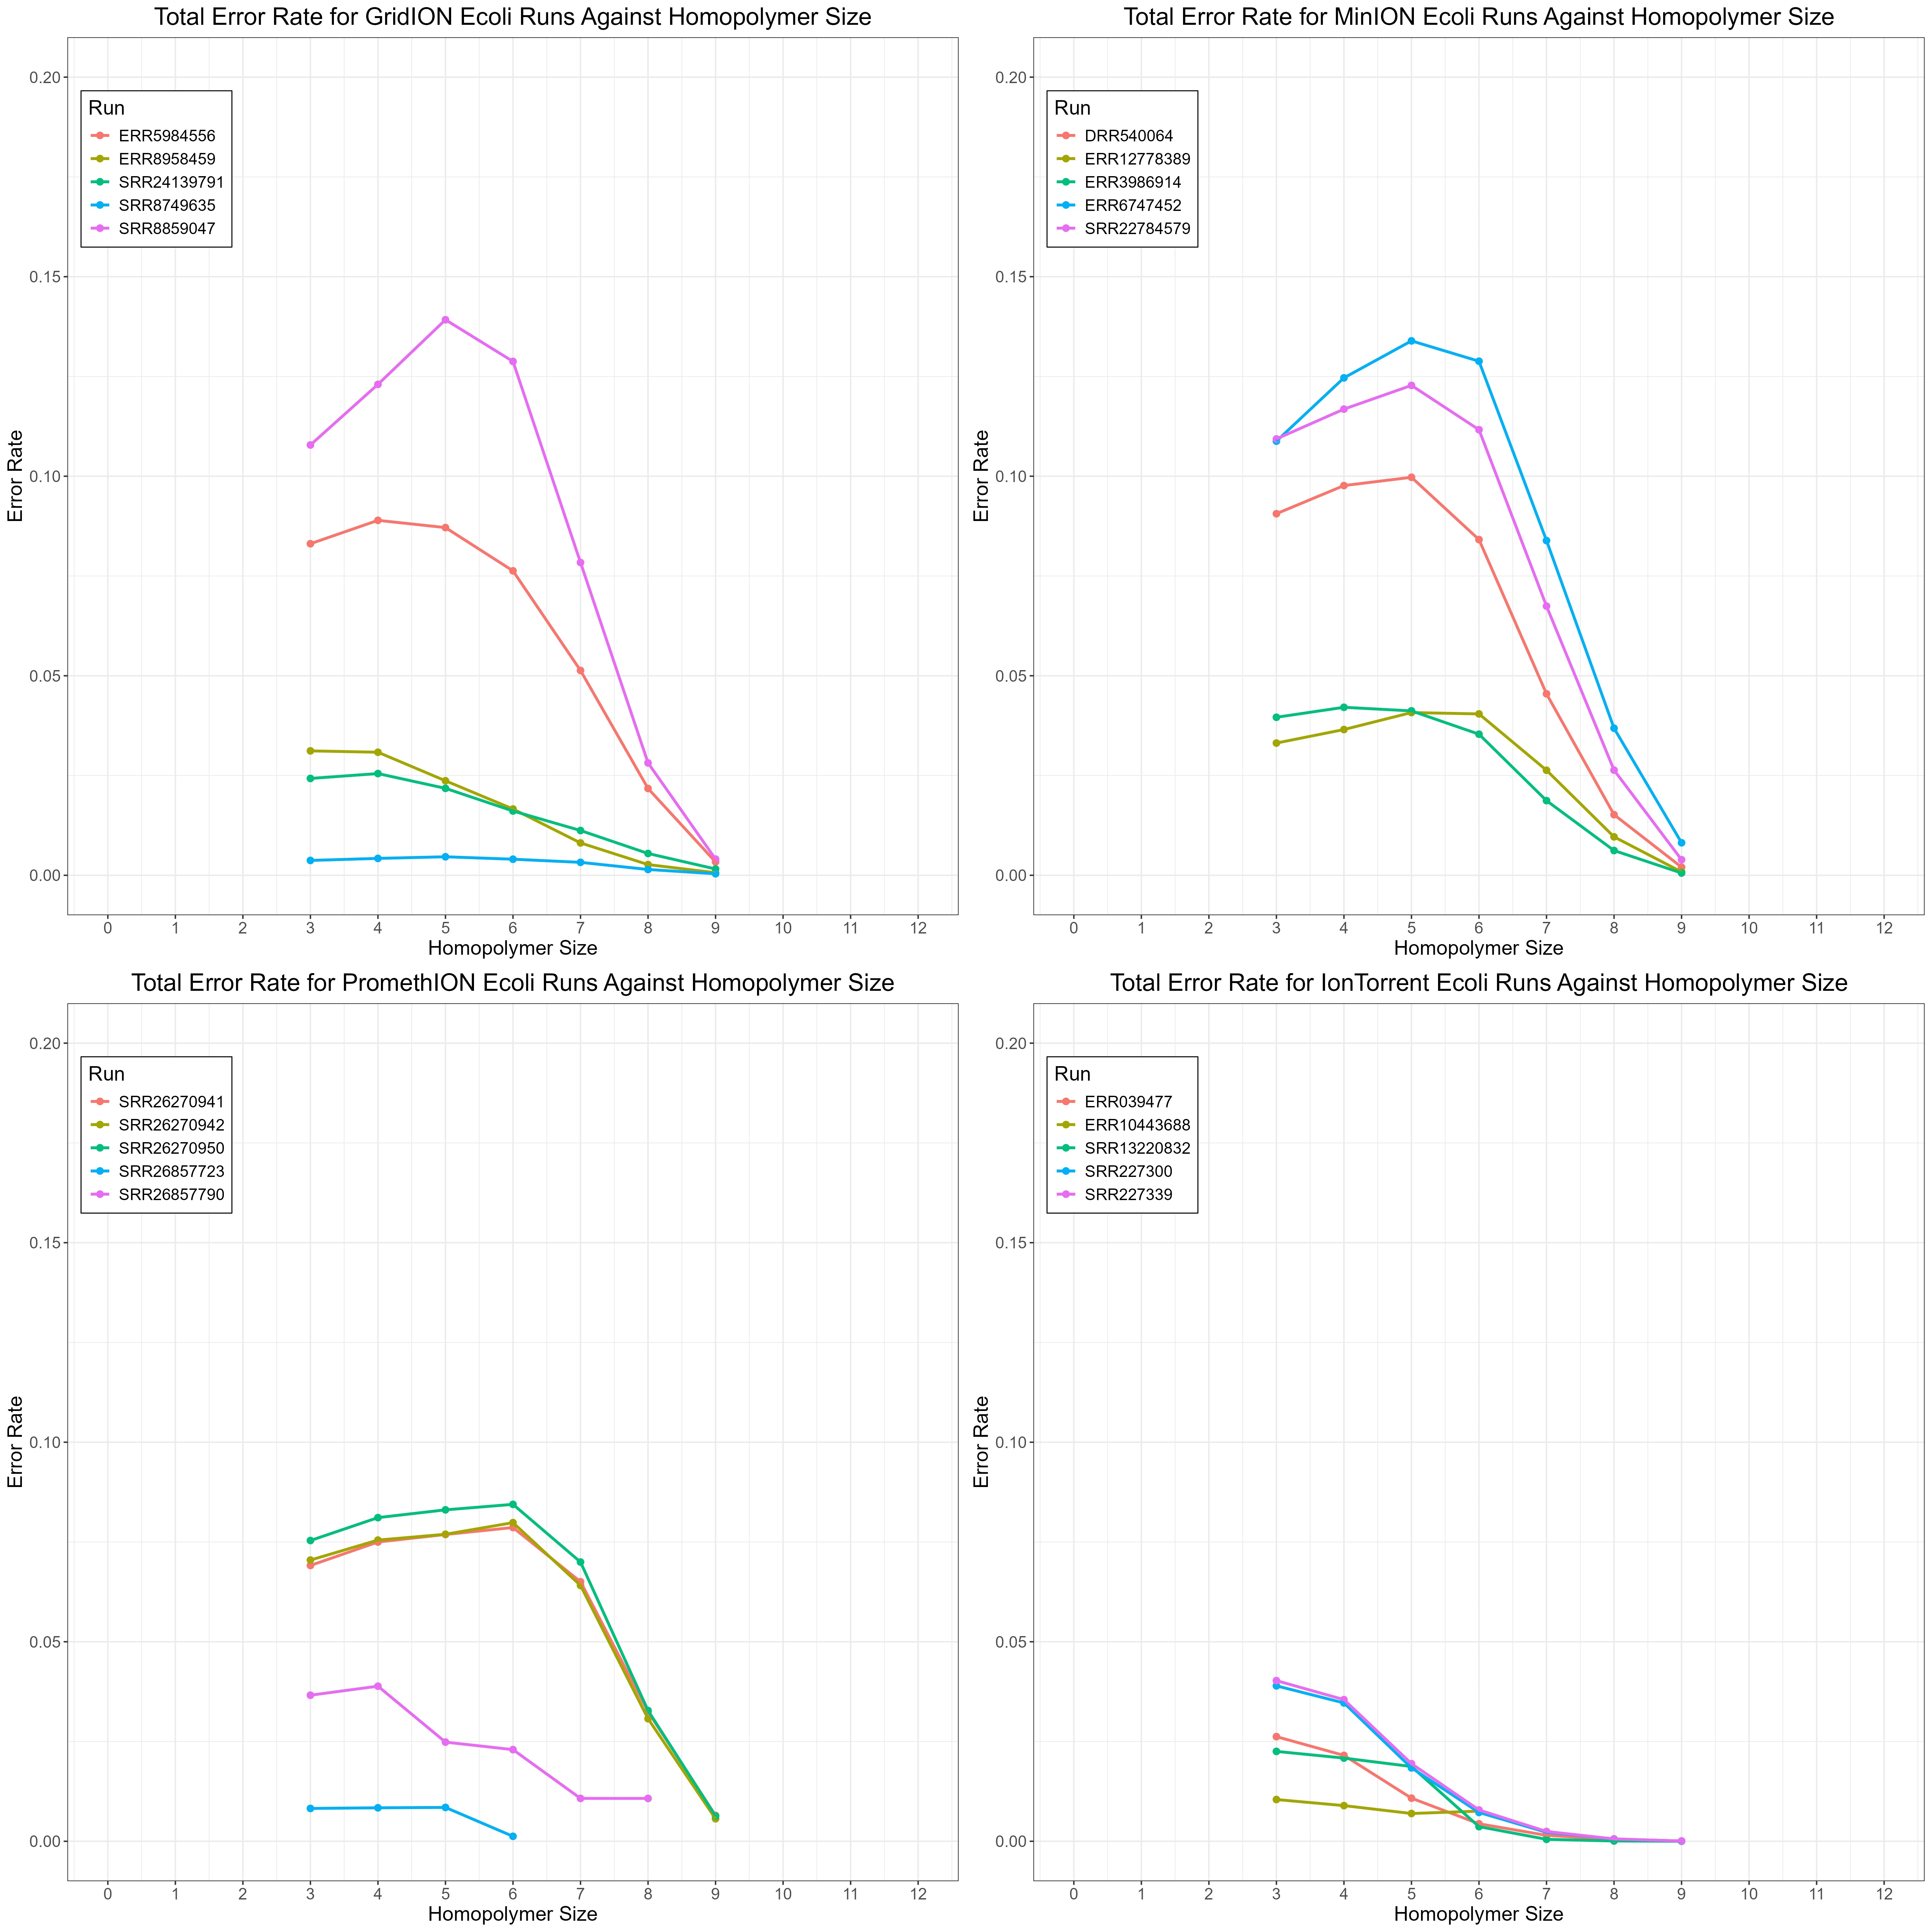 Total Error Rate for GridION Ecoli Runs Against Homopolymer Size
0.20
0.15
0.10
0.05
0.00
Error Rate
Run
ERR5984556
ERR8958459
SRR24139791
SRR8749635
SRR8859047
0 1 2 3 4 5 6 7 8 9 10 11 12
Homopolymer Size
Total Error Rate for MinION Ecoli Runs Against Homopolymer Size
0.20
0.15
0.10
0.05
0.00
Error Rate
Run
DRR540064
ERR12778389
ERR3986914
ERR6747452
SRR22784579
0 1 2 3 4 5 6 7 8 9 10 11 12
Homopolymer Size
Total Error Rate for PromethION Ecoli Runs Against Homopolymer Size
0.20
0.15
0.10
0.05
0.00
Error Rate
Run
SRR26270941
SRR26270942
SRR26270950
SRR26857723
SRR26857790
0 1 2 3 4 5 6 7 8 9 10 11 12
Homopolymer Size
Total Error Rate for IonTorrent Ecoli Runs Against Homopolymer Size
0.20
0.15
0.10
0.05
0.00
Error Rate
Run
ERR039477
ERR10443688
SRR13220832
SRR227300
SRR227339
0 1 2 3 4 5 6 7 8 9 10 11 12
Homopolymer Size